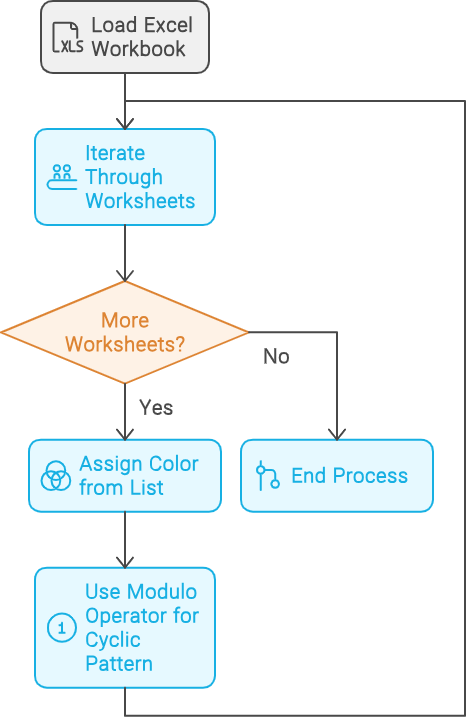 XLS
Load Excel
Workbook
Iterate
Through
Worksheets
More
Worksheets?
No
Yes
Assign Color
from List
End Process
1
Use Modulo
Operator for
Cyclic
Pattern